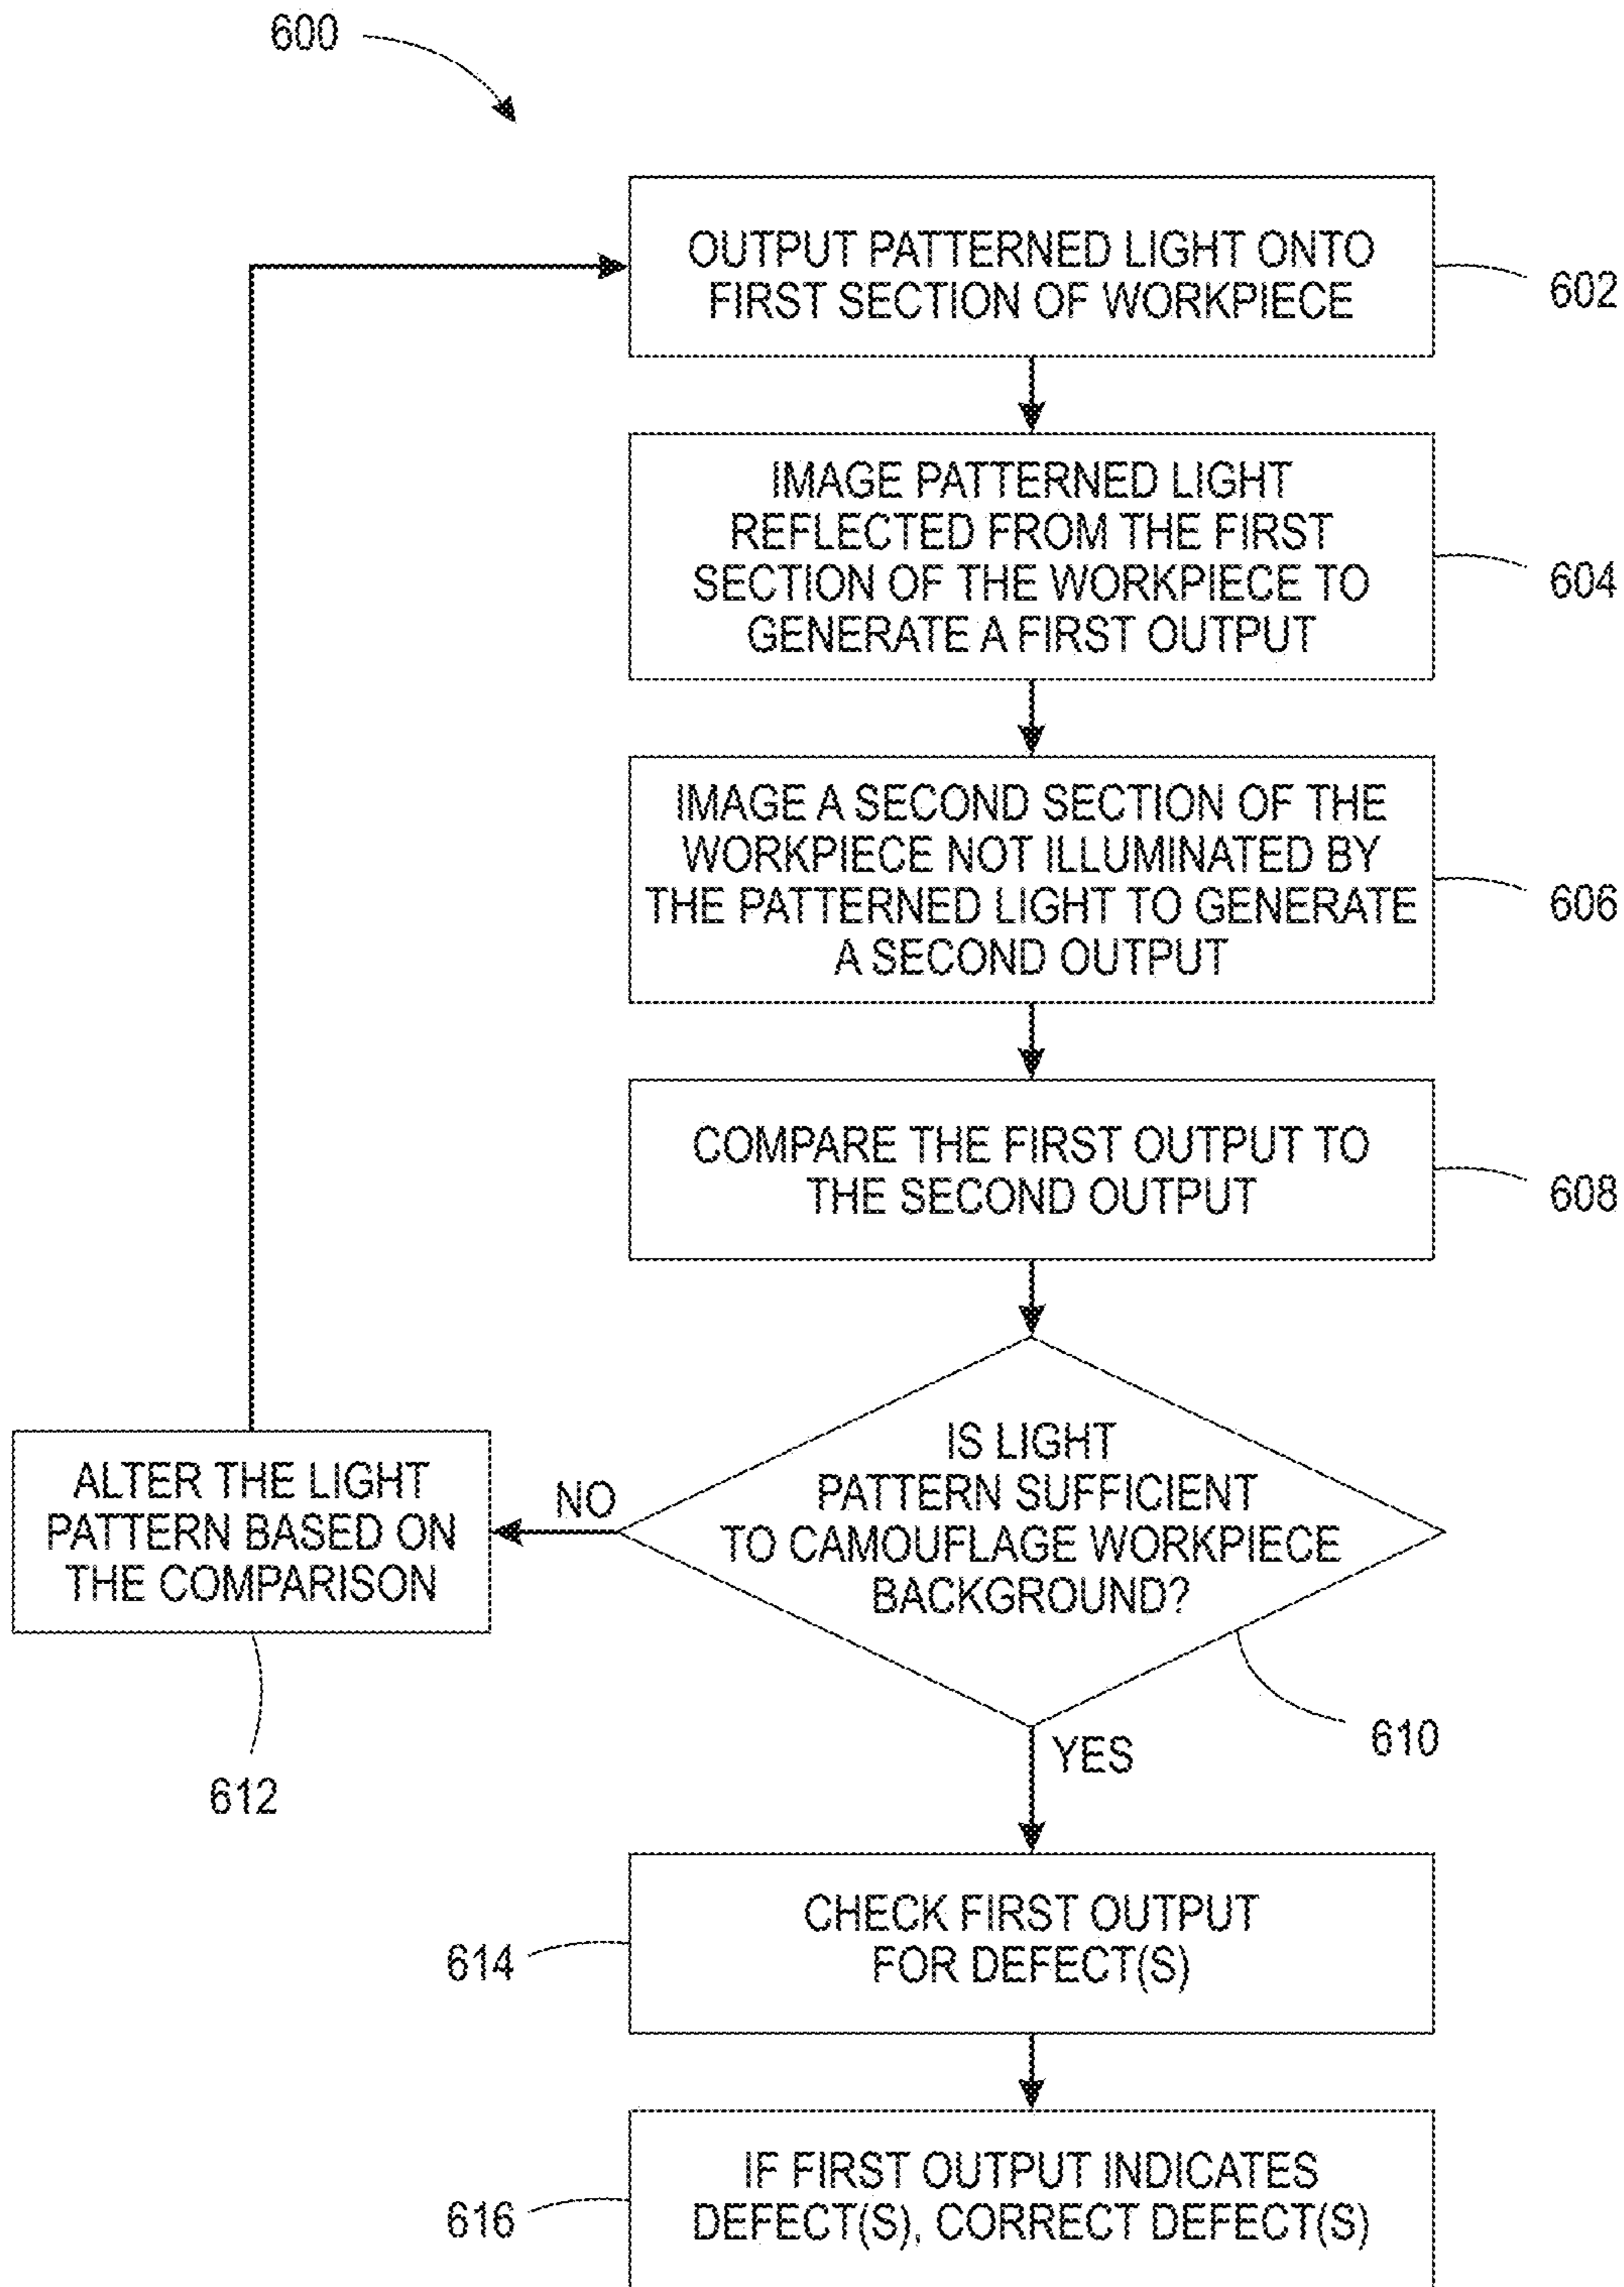 600
OUTPUT PATTERNED LIGHT ONTO
FIRST SECTION OF WORKPIECE
602
IMAGE PATTERNED LIGHT
REFLECTED FROM THE FIRST
SECTION OF THE WORKPIECE TO
GENERATE A FIRST OUTPUT
604
IMAGE A SECOND SECTION OF THE
WORKPIECE NOT ILLUMINATED BY
THE PATTERNED LIGHT TO GENERATE
A SECOND OUTPUT
606
COMPARE THE FIRST OUTPUT TO
THE SECOND OUTPUT
608
IS LIGHT
PATTERN SUFFICIENT
TO CAMOUFLAGE WORKPIECE
BACKGROUND?
610
NO
ALTER THE LIGHT
PATTERN BASED ON
THE COMPARISON
612
YES
CHECK FIRST OUTPUT
FOR DEFECT(S)
614
IF FIRST OUTPUT INDICATES
DEFECT(S), CORRECT DEFECT(S)
616